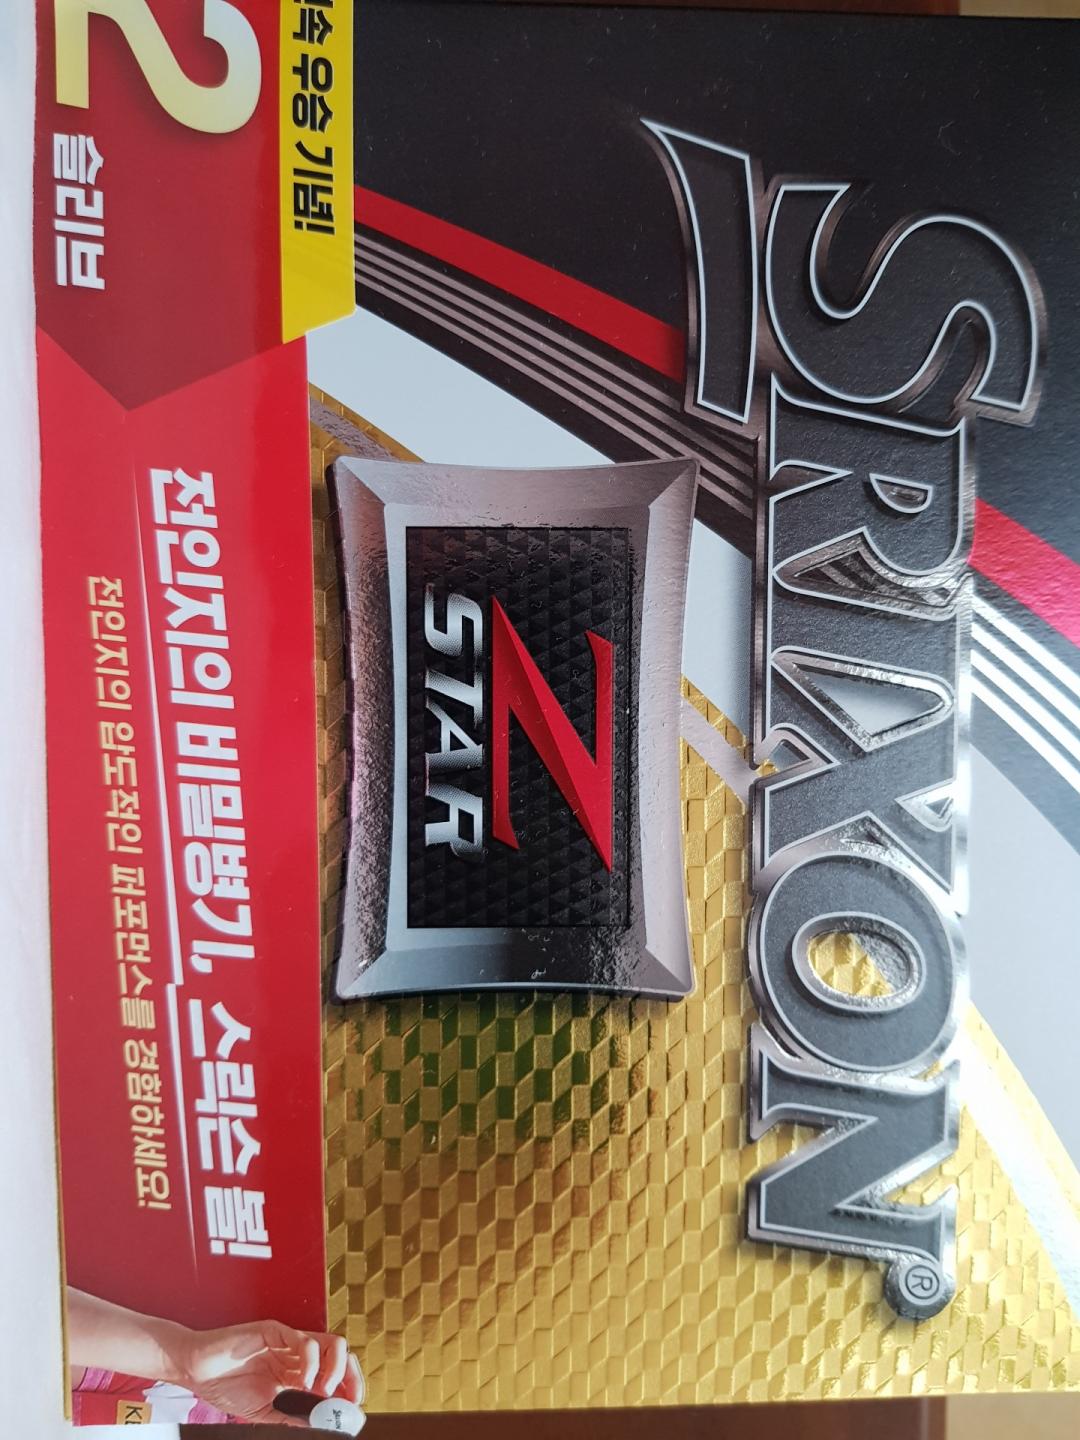 SRIXON®
Z
STAR
우승 기념!
2
슬리브
전인지의 비밀병기, 스릭슨 볼!
전인지의 압도적인 퍼포먼스를 경험하세요!